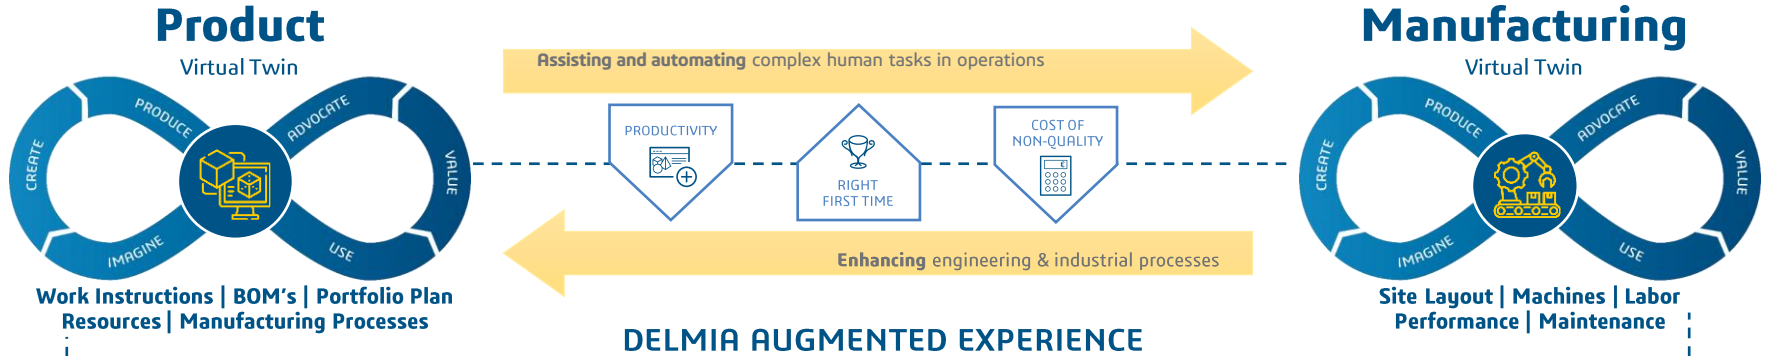 Product
Virtual Twin
CREATE
PRODUCE
ADVOCATE
VALUE
IMAGINE
USE
Work Instructions | BOM's | Portfolio Plan
Resources | Manufacturing Processes
Assisting and automating complex human tasks in operations
PRODUCTIVITY
RIGHT
FIRST TIME
COST OF
NON-QUALITY
€
Enhancing engineering & industrial processes
DELMIA AUGMENTED EXPERIENCE
Manufacturing
Virtual Twin
CREATE
PRODUCE
ADVOCATE
VALUE
IMAGINE
USE
Site Layout | Machines | Labor
Performance | Maintenance